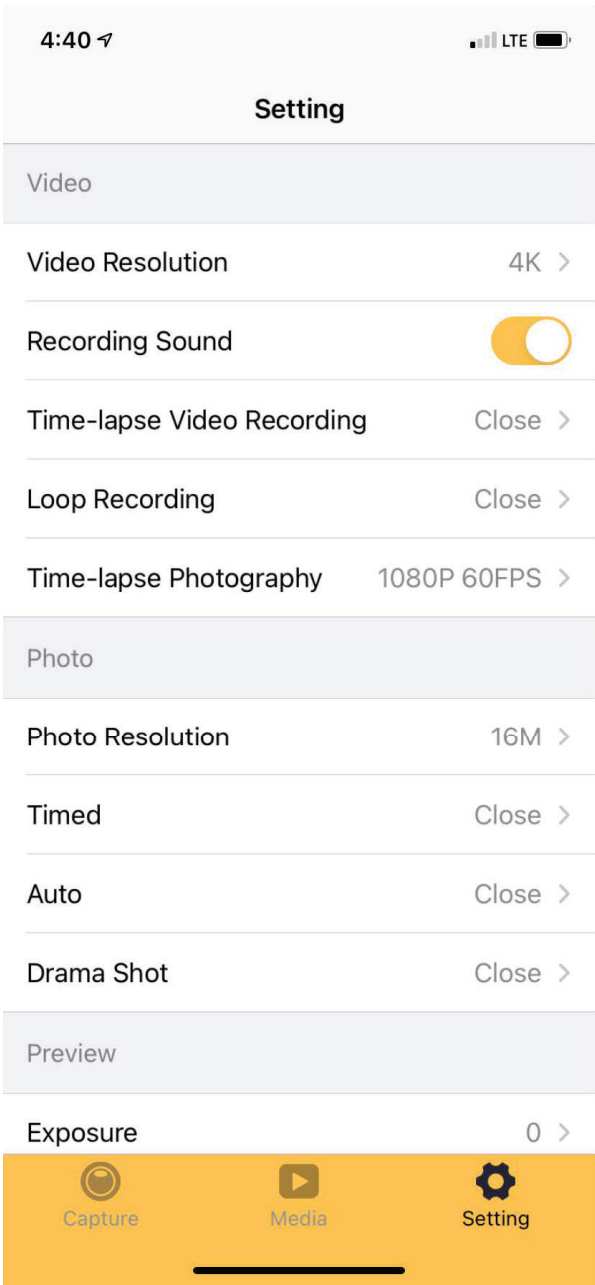 4:40 LTE
Setting
Video
Video Resolution 4K
Recording Sound
Time-lapse Video Recording Close
Loop Recording Close
Time-lapse Photography 1080P 60FPS
Photo
Photo Resolution 16M
Timed Close
Auto Close
Drama Shot Close
Preview
Exposure 0
Capture Media Setting